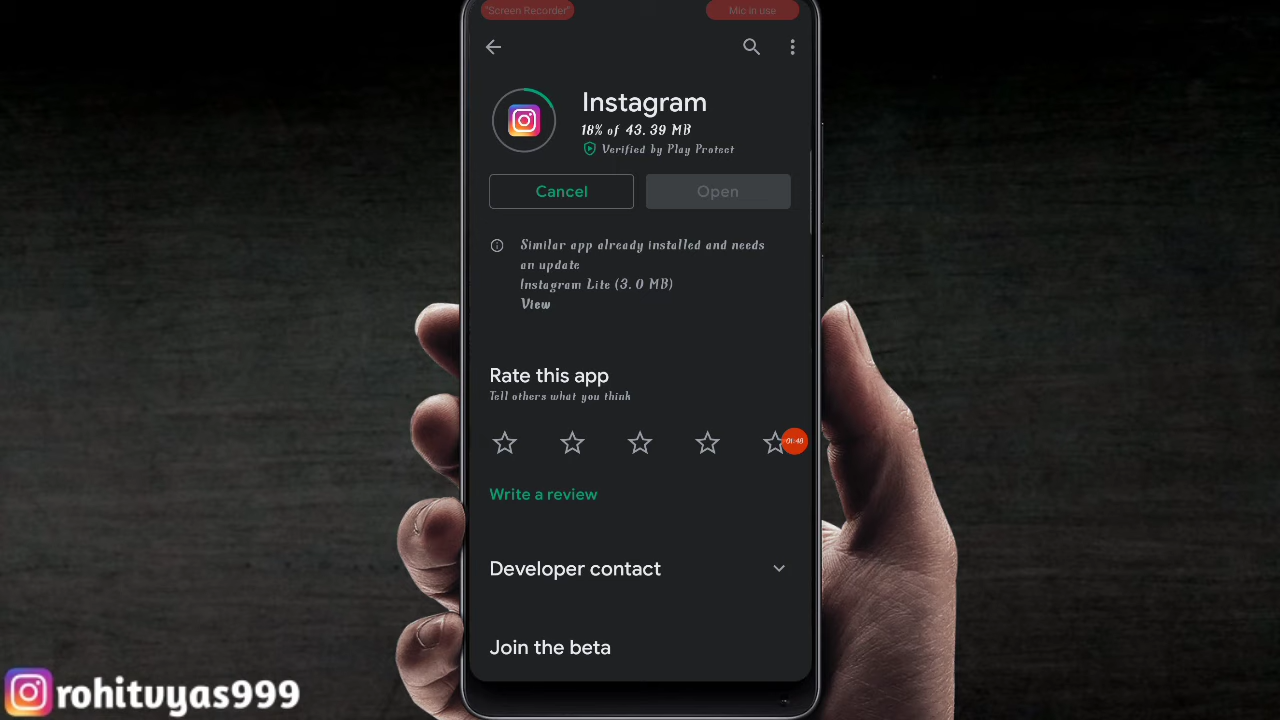 "Screen Recorder"
Mic in use
Instagram
18% of 43.39 MB
Verified by Play Protect
Cancel
Open
Similar app already installed and needs
an update
Instagram Lite (3.0 MB)
View
Rate this app
Tell others what you think
01:48
Write a review
Developer contact
Join the beta
rohitvyas999